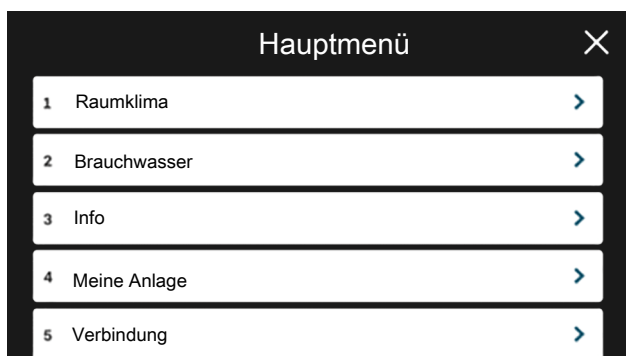 Hauptmenü
1 Raumklima
2 Brauchwasser
3 Info
4 Meine Anlage
5 Verbindung